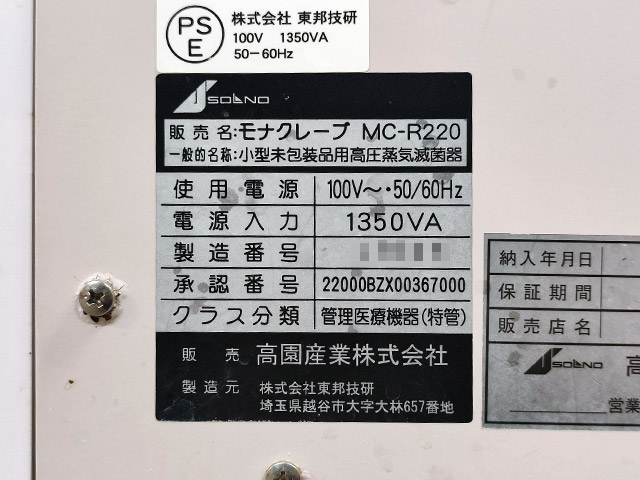 PS
E
株式会社 東邦技研
100V 1350VA
50-60Hz
SOLNO
販売名:モナクレーブ MC-R220
一般的名称:小型未包装品用高圧蒸気滅菌器
使用電源 100V〜・50/60Hz
電源入力 1350VA
製造番号
承認番号 22000BZX00367000
クラス分類 管理医療機器(特管)
販売 高園産業株式会社
製造元 株式会社東邦技研
埼玉県越谷市大字大林657番地
納入年月日
保証期間
販売店名
SOLNO 高
営業